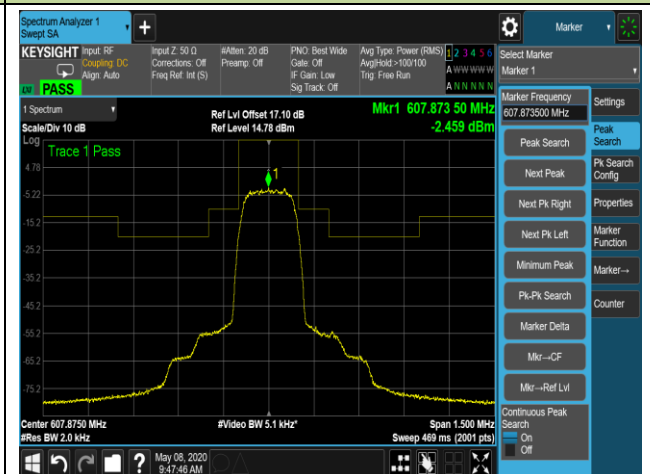 Spectrum Analyzer 1
Swept SA
+
Marker
KEYSIGHT
Input: RF
Coupling: DC
Align: Auto
Input Z: 50 Ω
Corrections: Off
Freq Ref: Int (S)
#Atten: 20 dB
Preamp: Off
PNO: Best Wide
Gate: Off
IF Gain: Low
Sig Track: Off
Avg Type: Power (RMS)
Avg|Hold:>100/100
Trig: Free Run
1 2 3 4 5 6
A W W W W W
A N N N N N
PASS
Select Marker
Marker 1
1 Spectrum
Scale/Div 10 dB
Ref Lvl Offset 17.10 dB
Ref Level 14.78 dBm
Mkr1 607.873 50 MHz
-2.459 dBm
Log
Trace 1 Pass
1
4.78
-5.22
-15.2
-25.2
-35.2
-45.2
-55.2
-65.2
-75.2
Center 607.8750 MHz
#Res BW 2.0 kHz
#Video BW 5.1 kHz*
Span 1.500 MHz
Sweep 469 ms (2001 pts)
Marker Frequency
607.873500 MHz
Peak Search
Next Peak
Next Pk Right
Next Pk Left
Minimum Peak
Pk-Pk Search
Marker Delta
Mkr→CF
Mkr→Ref Lvl
Continuous Peak
Search
On
Off
Settings
Peak
Search
Pk Search
Config
Properties
Marker
Function
Marker→
Counter
?
May 08, 2020
9:47:46 AM